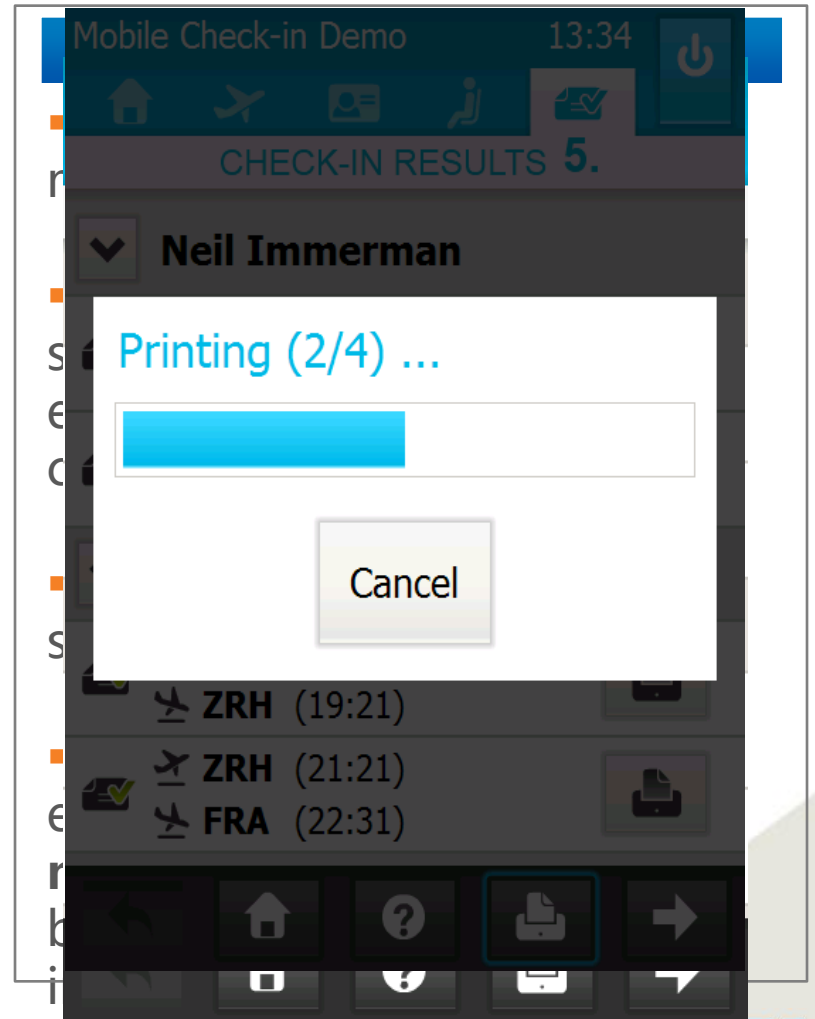 Mobile Check-in Demo 13:34
CHECK-IN RESULTS 5.
Neil Immerman
Printing (2/4) ...
Cancel
ZRH (19:21)
ZRH (21:21)
FRA (22:31)